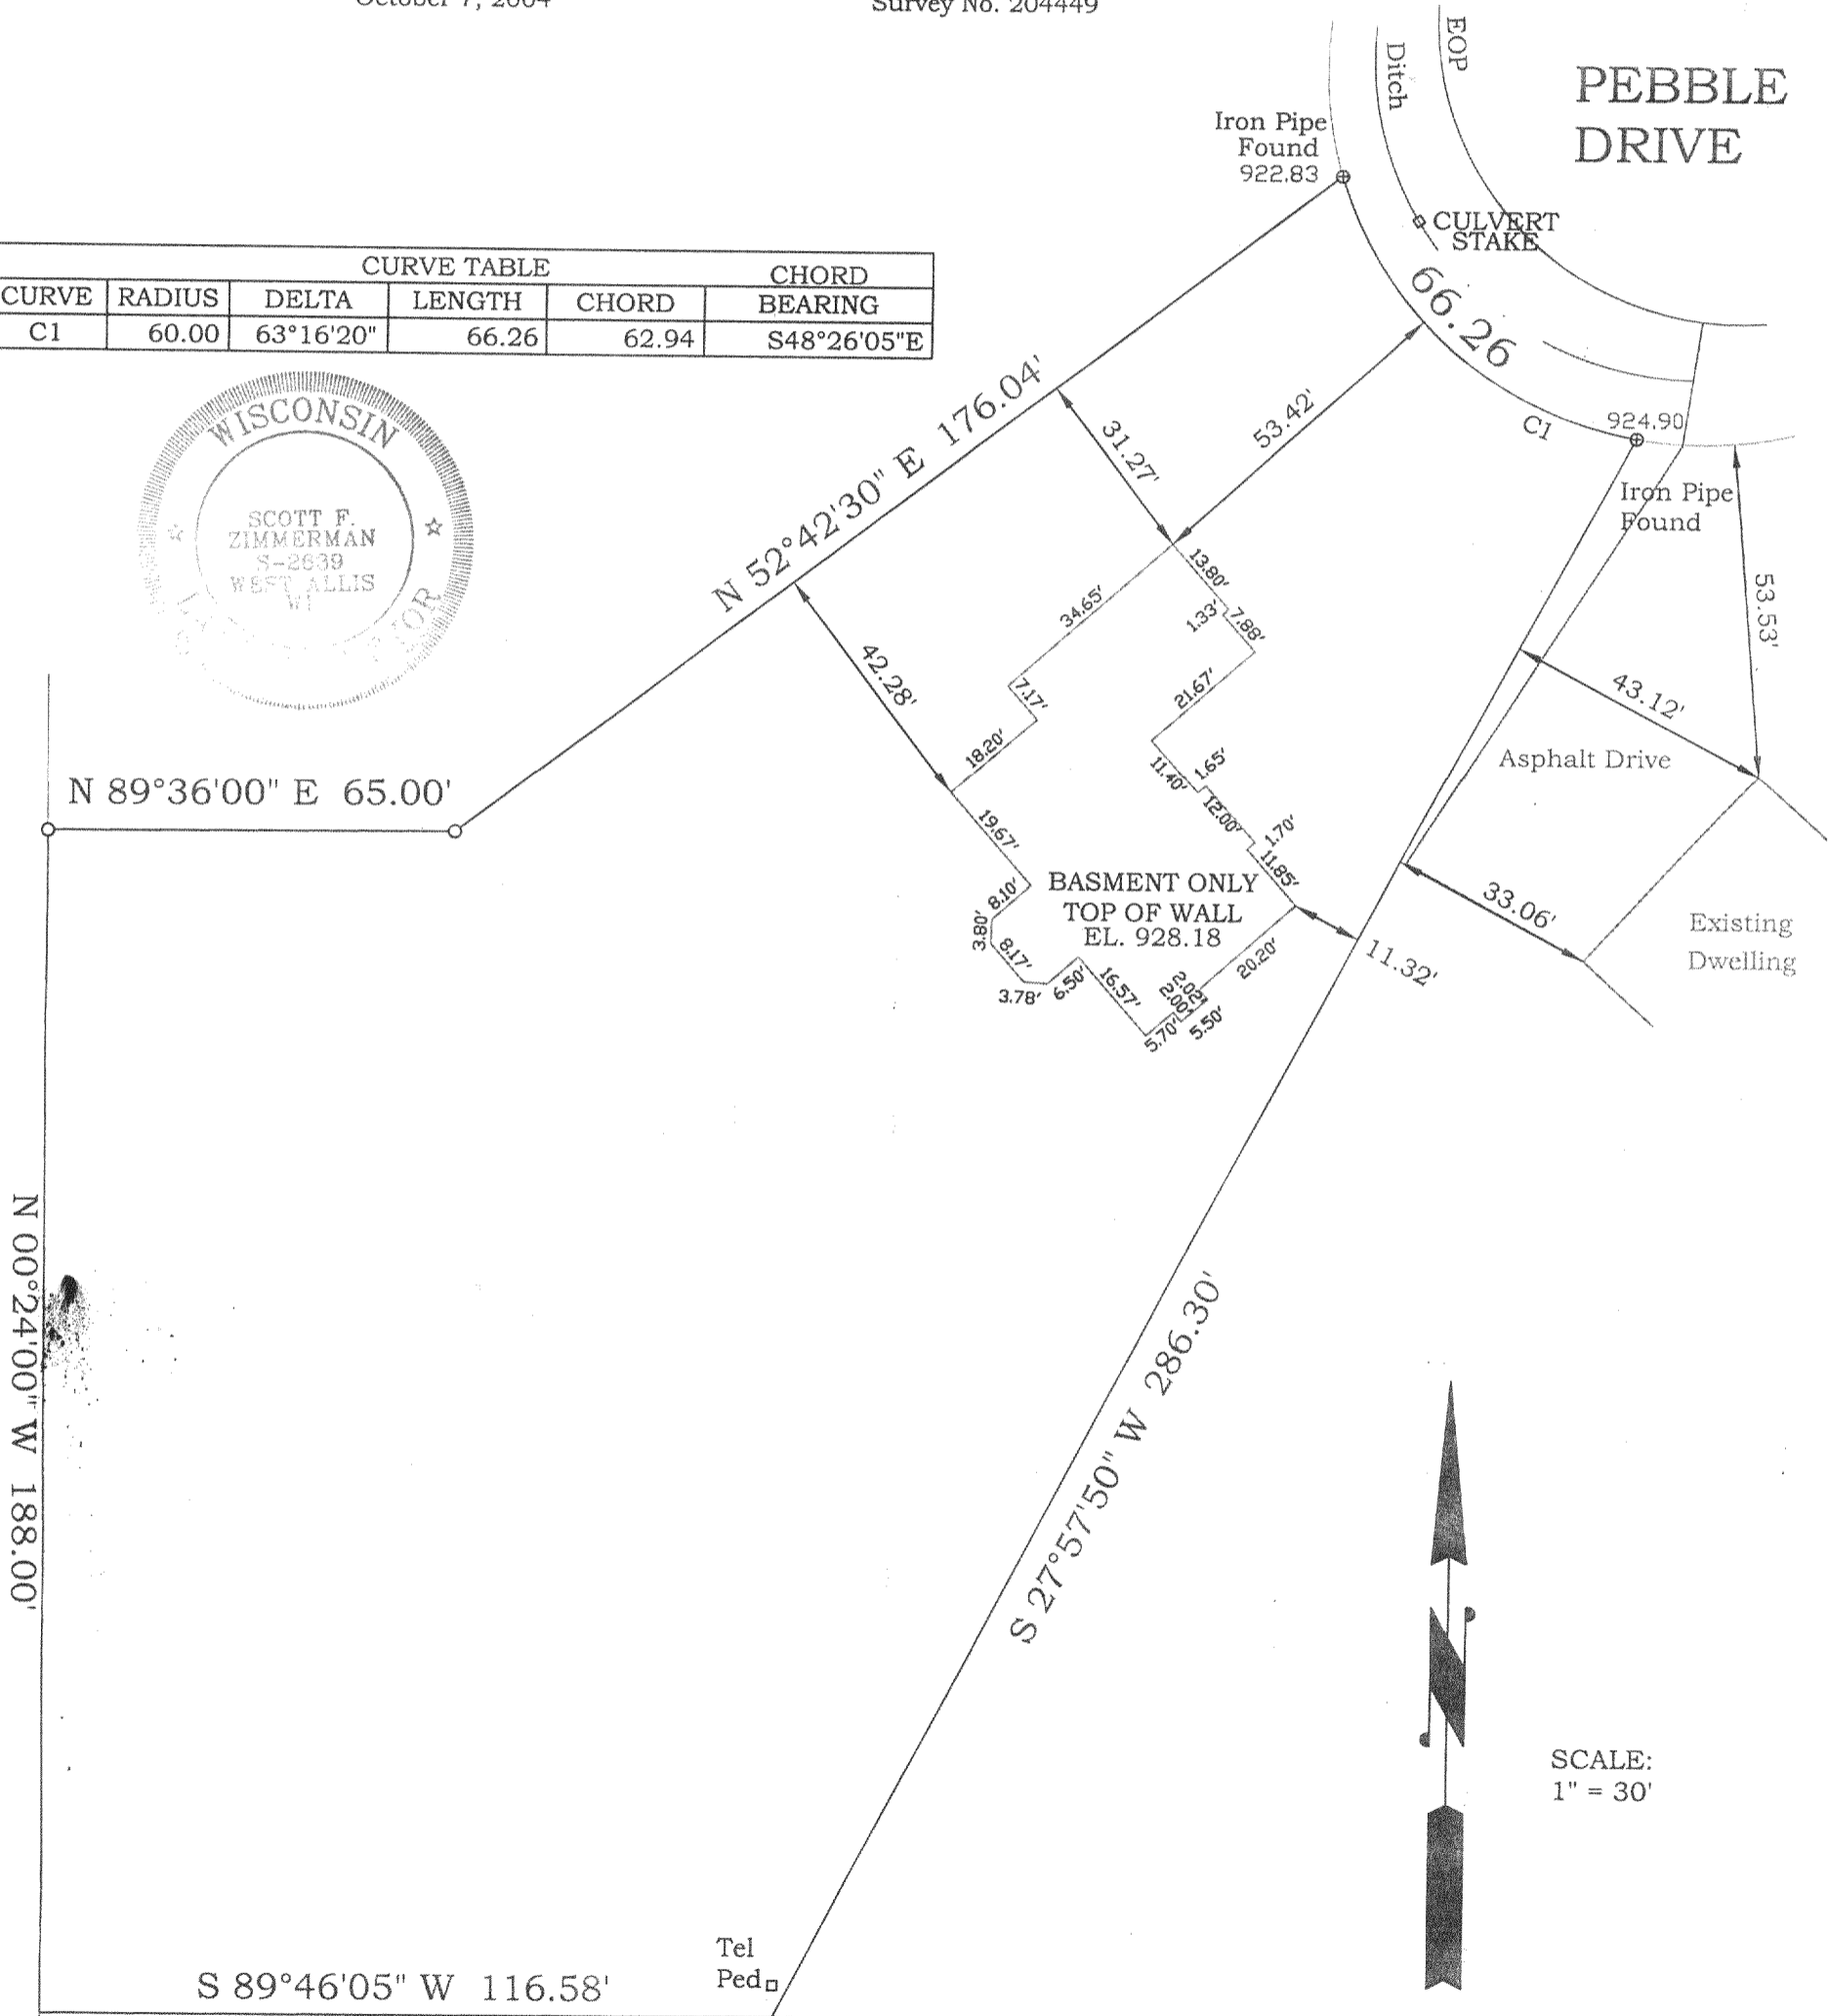 October 7, 2004
Survey No. 204449
EOP
Ditch
PEBBLE
DRIVE
Iron Pipe
Found
922.83
CULVERT
STAKE
66.26
CURVE TABLE
CURVE RADIUS DELTA LENGTH CHORD CHORD BEARING
C1 60.00 63°16'20" 66.26 62.94 S48°26'05"E
WISCONSIN
SCOTT F.
ZIMMERMAN
S-2639
WEST ALLIS
WI
N 52°42'30" E 176.04'
31.27'
53.42'
C1
924.90
Iron Pipe
Found
53.53'
13.80'
1.33'
7.88'
34.65'
7.17'
21.67'
42.28'
18.20'
43.12'
Asphalt Drive
11.40'
1.65'
12.00'
1.70'
11.85'
19.67'
N 89°36'00" E 65.00'
8.10'
3.80'
8.17'
3.78'
6.50'
16.57'
5.70'
2.00'
2.02'
5.50'
20.20'
BASMENT ONLY
TOP OF WALL
EL. 928.18
11.32'
33.06'
Existing
Dwelling
N 00°24'00" W 188.00'
S 27°57'50" W 286.30'
SCALE:
1" = 30'
Tel
Ped
S 89°46'05" W 116.58'